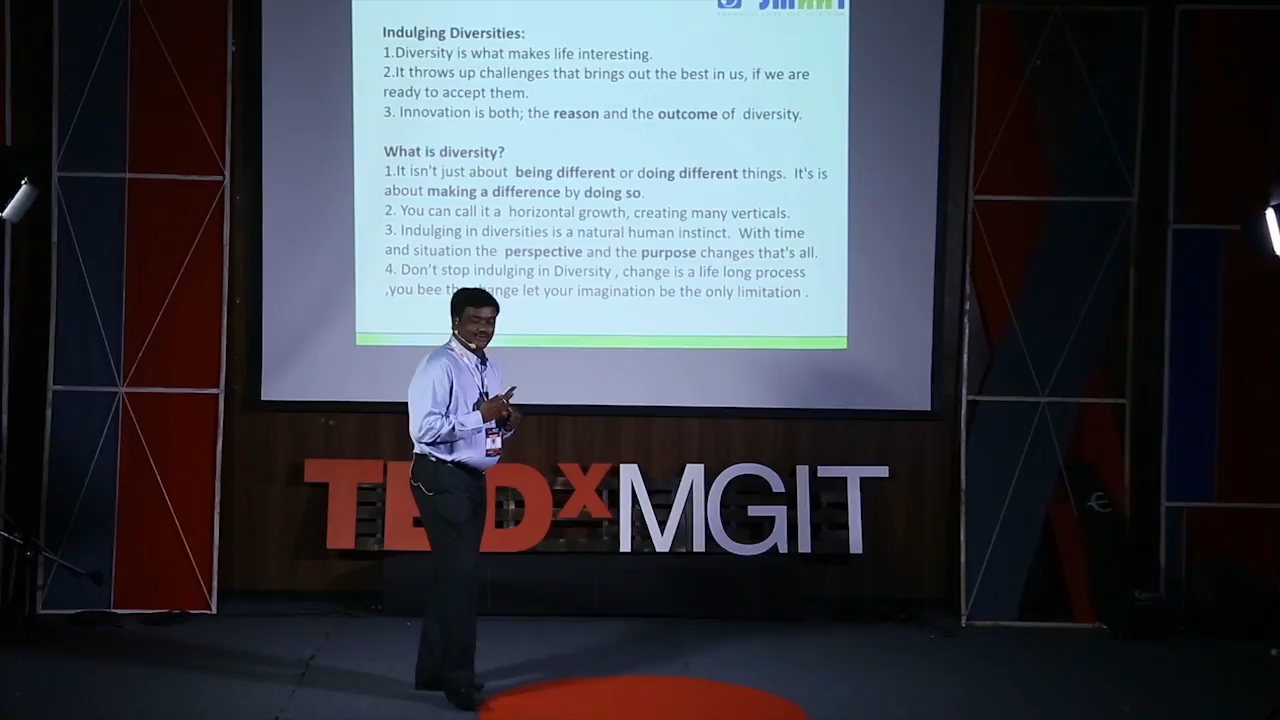 Indulging Diversities:
1.Diversity is what makes life interesting.
2.It throws up challenges that brings out the best in us, if we are
ready to accept them.
3. Innovation is both; the reason and the outcome of diversity.
What is diversity?
1.It isn't just about being different or doing different things. It's is
about making a difference by doing so.
2. You can call it a horizontal growth, creating many verticals.
3. Indulging in diversities is a natural human instinct. With time
and situation the perspective and the purpose changes that's all.
4. Don't stop indulging in Diversity , change is a life long process
,you bee the change let your imagination be the only limitation .
TEDxMGIT